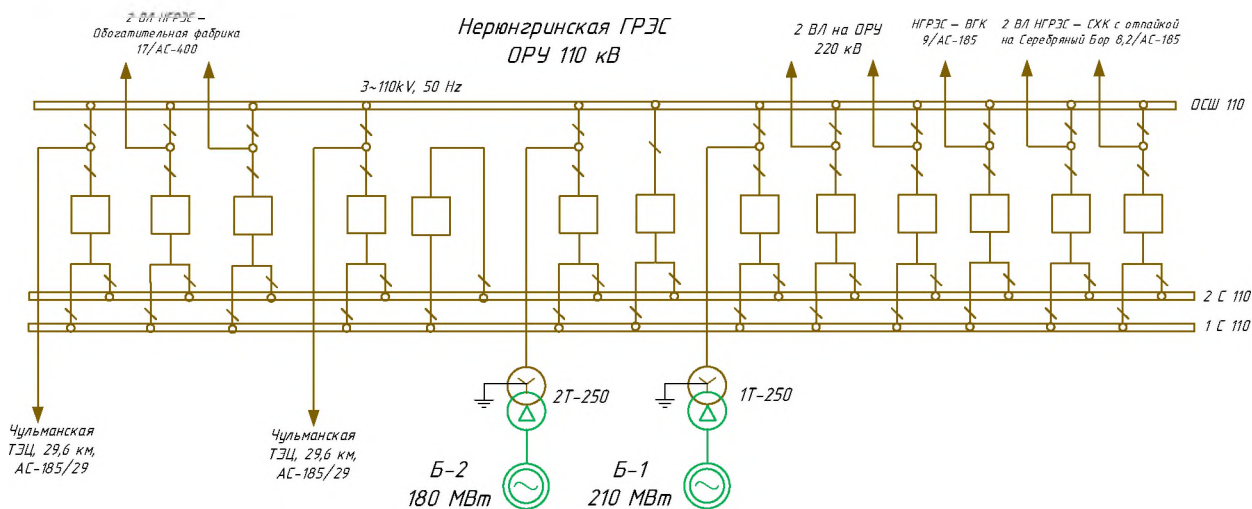 2 ВЛ НГРЭС –
Обогатительная фабрика
17/АС-400
Нерюнгринская ГРЭС
ОРУ 110 кВ
3~110kV, 50 Hz
2 ВЛ на ОРУ
220 кВ
НГРЭС – ВГК
9/АС-185
2 ВЛ НГРЭС – СХК с отпайкой
на Серебряный Бор 8,2/АС-185
ОСШ 110
2 С 110
1 С 110
2Т-250
1Т-250
Чульманская
ТЭЦ, 29,6 км,
АС-185/29
Чульманская
ТЭЦ, 29,6 км,
АС-185/29
Б-2
180 МВт
Б-1
210 МВт